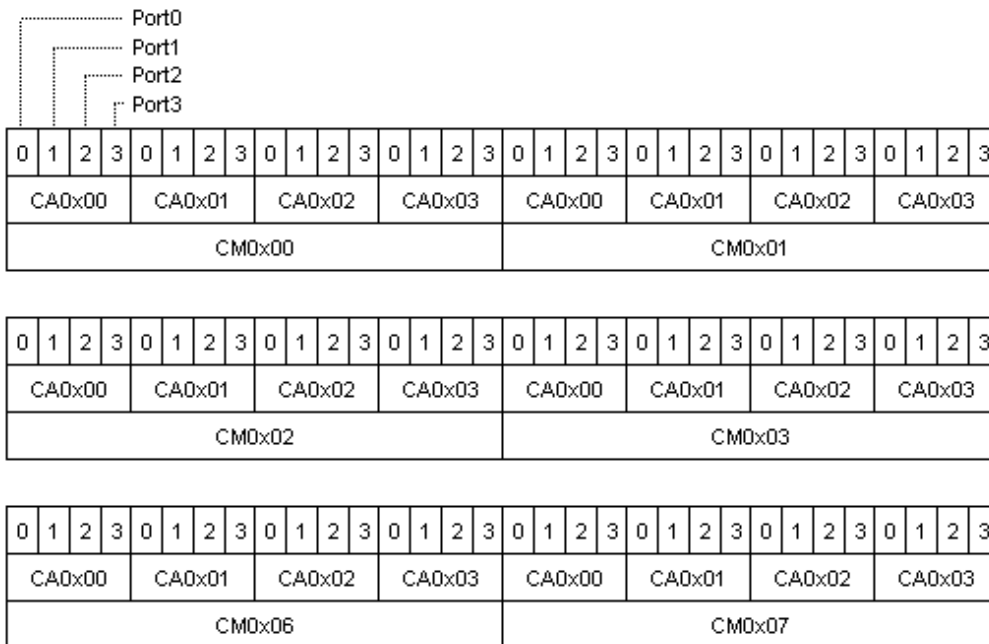 Port0
Port1
Port2
Port3
0 1 2 3 0 1 2 3 0 1 2 3 0 1 2 3 0 1 2 3 0 1 2 3 0 1 2 3 0 1 2 3
CA0x00 CA0x01 CA0x02 CA0x03 CA0x00 CA0x01 CA0x02 CA0x03
CM0x00 CM0x01
0 1 2 3 0 1 2 3 0 1 2 3 0 1 2 3 0 1 2 3 0 1 2 3 0 1 2 3 0 1 2 3
CA0x00 CA0x01 CA0x02 CA0x03 CA0x00 CA0x01 CA0x02 CA0x03
CM0x02 CM0x03
0 1 2 3 0 1 2 3 0 1 2 3 0 1 2 3 0 1 2 3 0 1 2 3 0 1 2 3 0 1 2 3
CA0x00 CA0x01 CA0x02 CA0x03 CA0x00 CA0x01 CA0x02 CA0x03
CM0x06 CM0x07